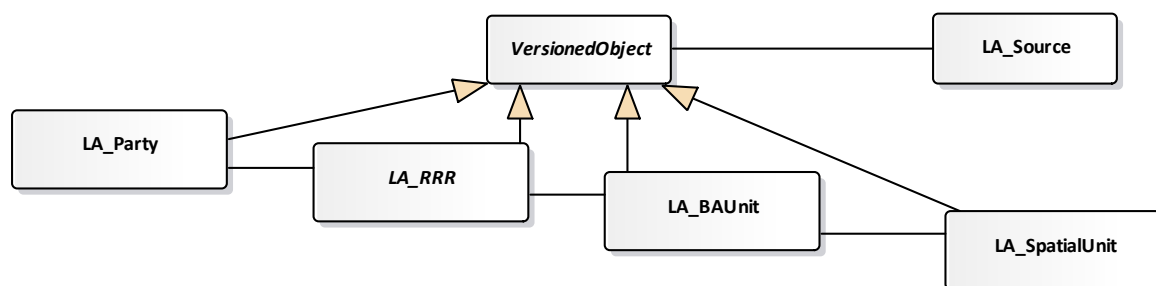 VersionedObject
LA_Source
LA_Party
LA_RRR
LA_BAUnit
LA_SpatialUnit